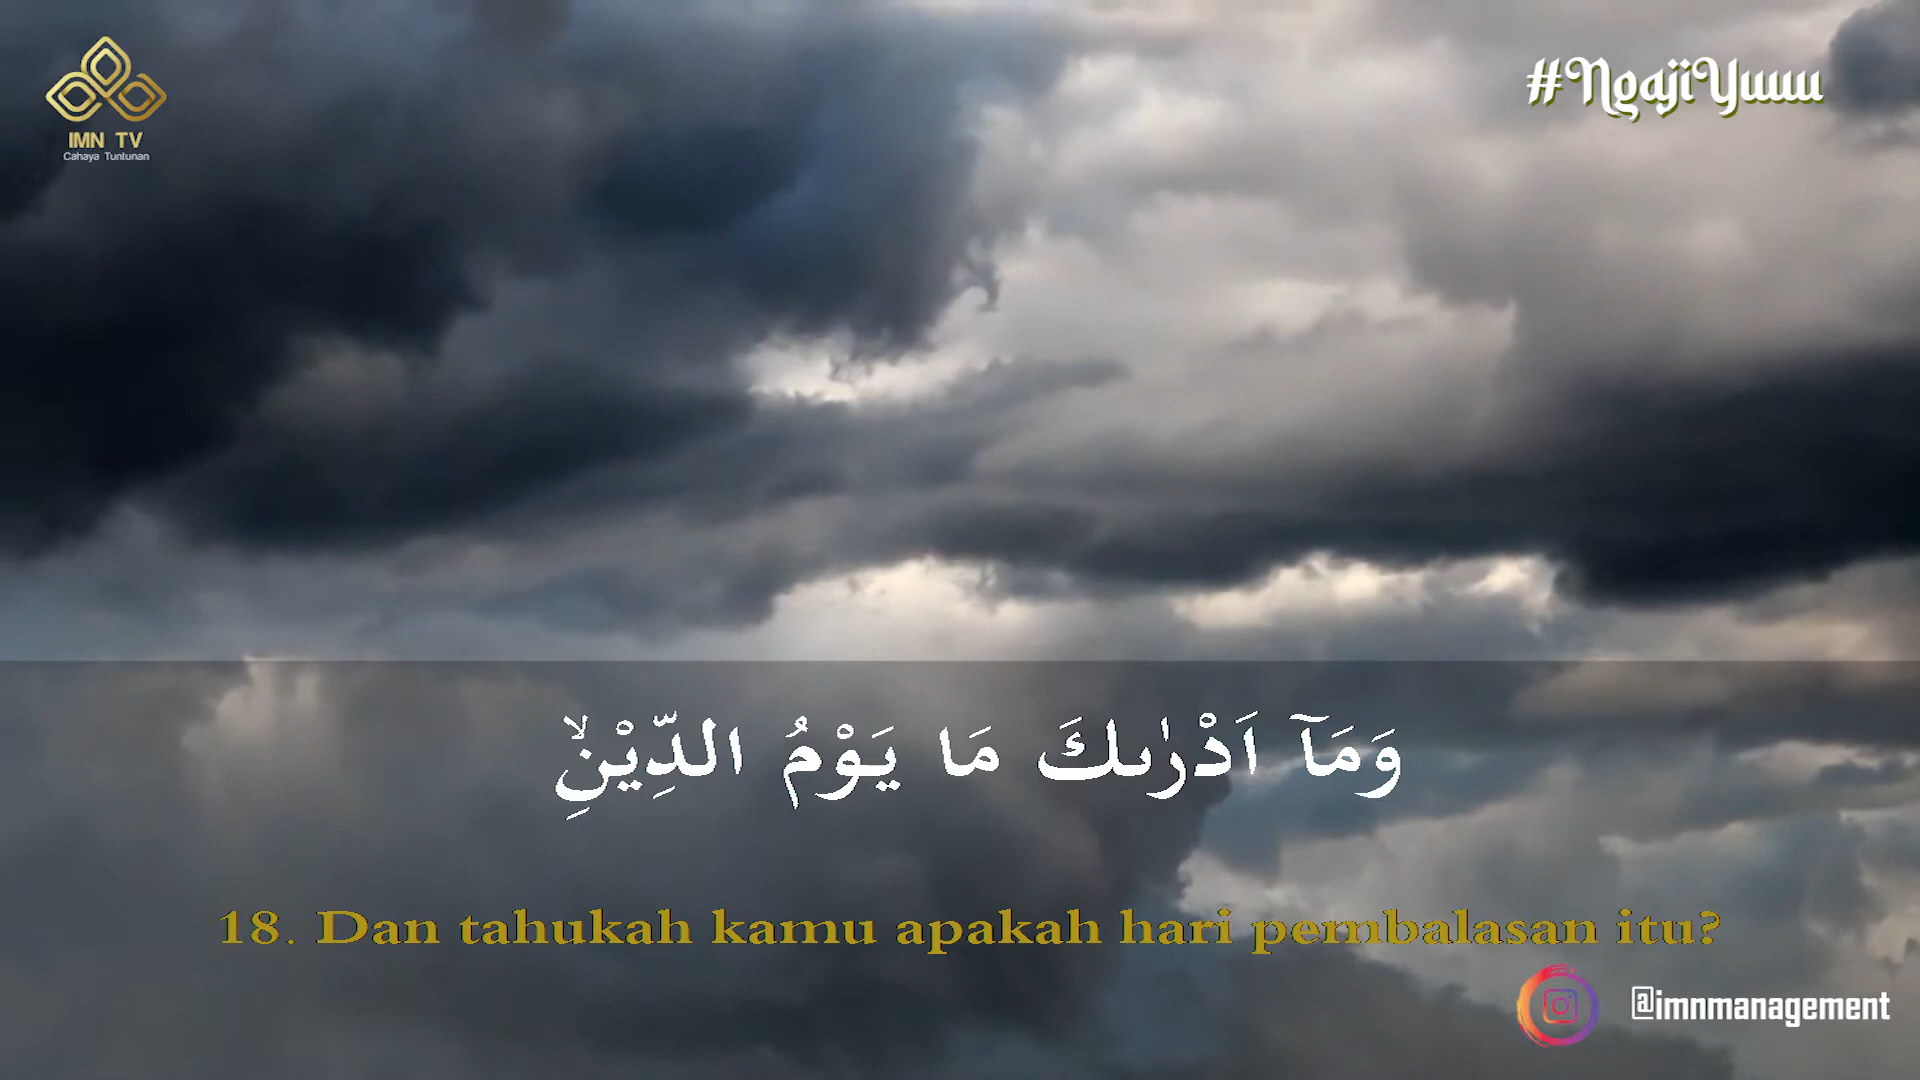 IMN TV
Cahaya Tuntunan
#NgajiYuuu
وَمَآ اَدْرٰىكَ مَا يَوْمُ الدِّيْنِۙ
18. Dan tahukah kamu apakah hari pembalasan itu?
@imnmanagement